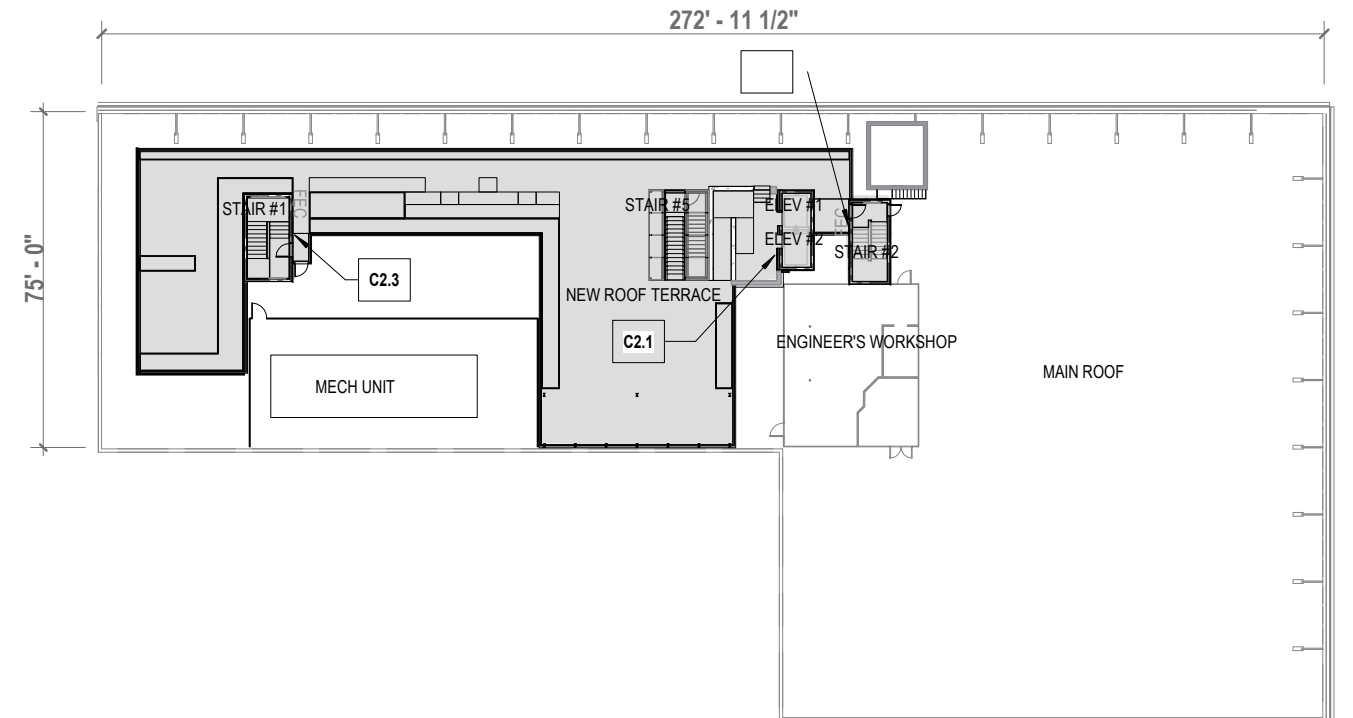 272' - 11 1/2"
75' - 0"
STAIR #1
FEC
STAIR #5
ELEV #1
ELEV #2
FEC
STAIR #2
C2.3
NEW ROOF TERRACE
C2.1
ENGINEER'S WORKSHOP
MECH UNIT
MAIN ROOF